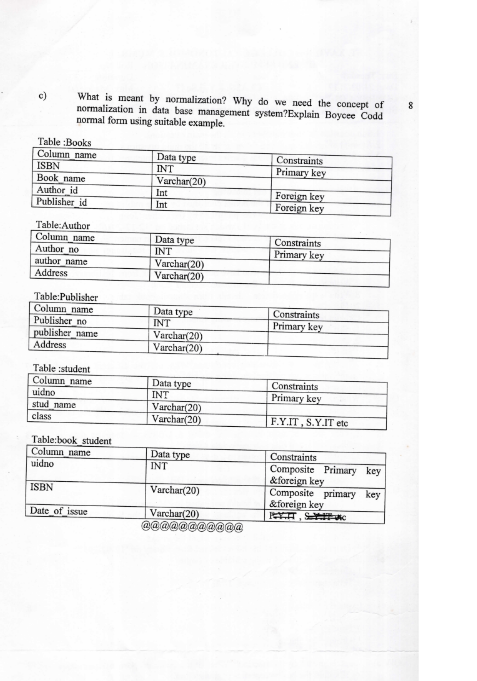 c) What is meant by normalization? Why do we need the concept of 8
normalization in data base management system?Explain Boycee Codd
normal form using suitable example.
Table :Books
Column_name Data type Constraints
ISBN INT Primary key
Book_name Varchar(20)
Author_id Int Foreign key
Publisher_id Int Foreign key
Table:Author
Column_name Data type Constraints
Author_no INT Primary key
author_name Varchar(20)
Address Varchar(20)
Table:Publisher
Column_name Data type Constraints
Publisher_no INT Primary key
publisher_name Varchar(20)
Address Varchar(20)
Table :student
Column_name Data type Constraints
uidno INT Primary key
stud_name Varchar(20)
class Varchar(20) F.Y.IT , S.Y.IT etc
Table:book_student
Column_name Data type Constraints
uidno INT Composite Primary key
&foreign key
ISBN Varchar(20) Composite primary key
&foreign key
Date_of_issue Varchar(20) F.Y.IT , S.Y.IT etc
@@@@@@@@@@@